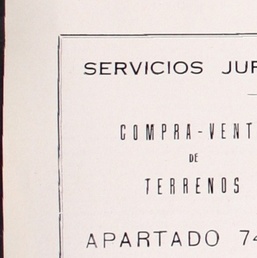 SERVICIOS JUR
COMPRA-VENT
DE
TERRENOS
APARTADO 74